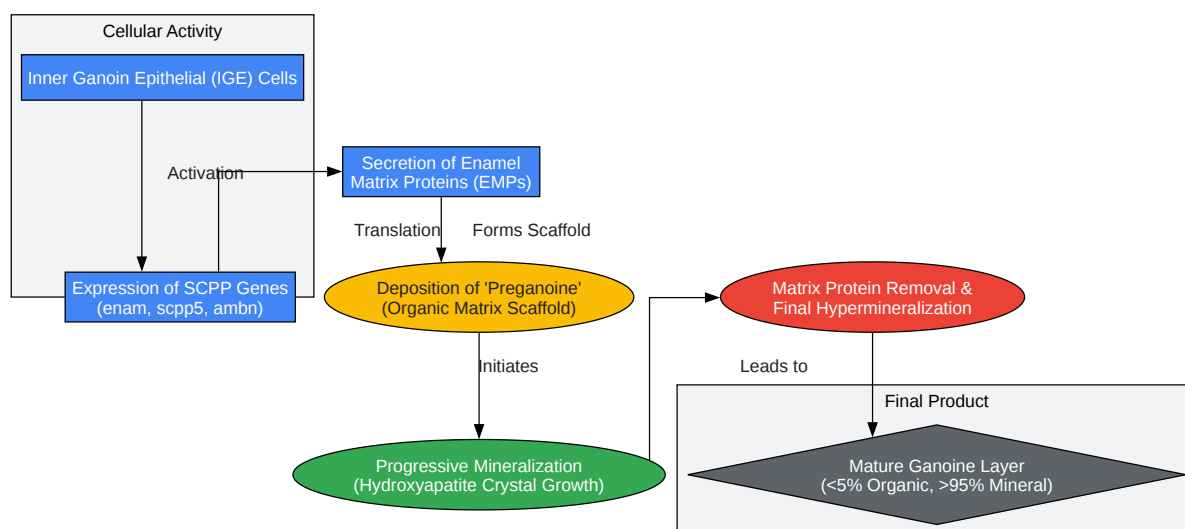 Cellular Activity
Inner Ganoin Epithelial (IGE) Cells
Activation
Secretion of Enamel
Matrix Proteins (EMPs)
Translation
Forms Scaffold
Expression of SCPP Genes
(enam, scpp5, ambn)
Deposition of 'Preganoine'
(Organic Matrix Scaffold)
Matrix Protein Removal &
Final Hypermineralization
Initiates
Leads to
Final Product
Progressive Mineralization
(Hydroxyapatite Crystal Growth)
Mature Ganoine Layer
(<5% Organic, >95% Mineral)